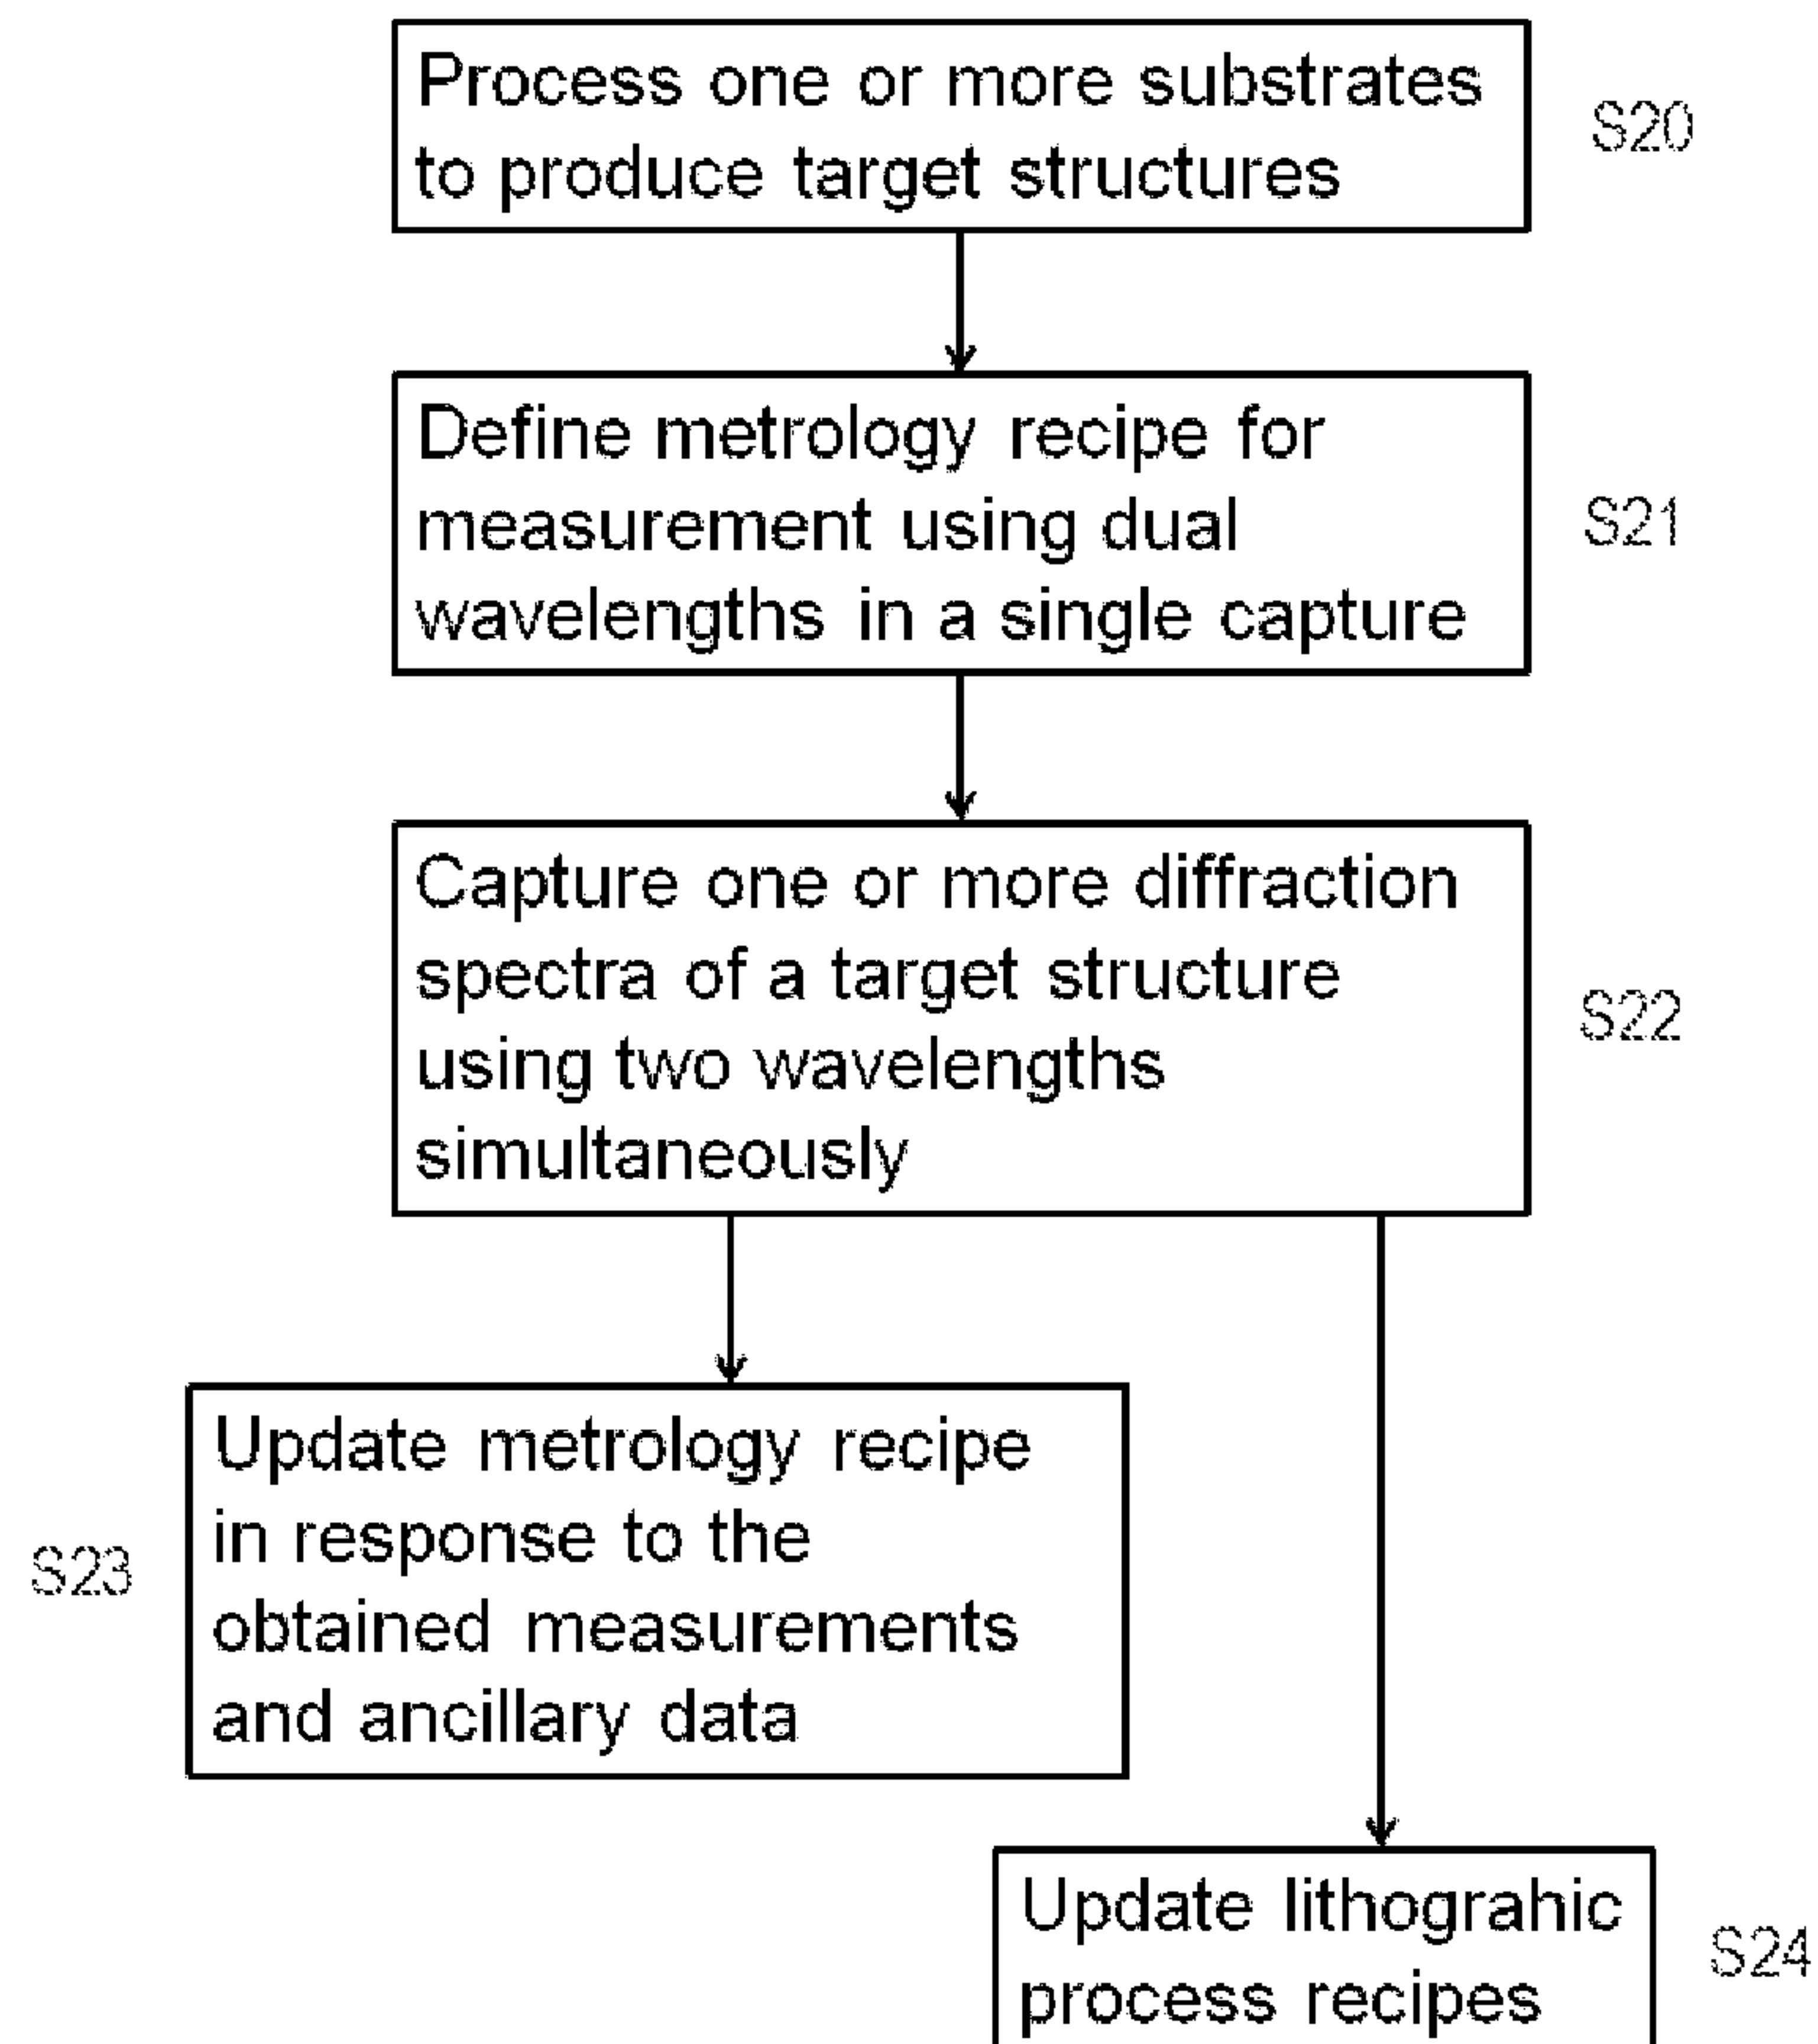 Process one or more substrates
to produce target structures
S20
Define metrology recipe for
measurement using dual
wavelengths in a single capture
S21
Capture one or more diffraction
spectra of a target structure
using two wavelengths
simultaneously
S22
Update metrology recipe
in response to the
obtained measurements
and ancillary data
S23
Update lithograhic
process recipes
S24